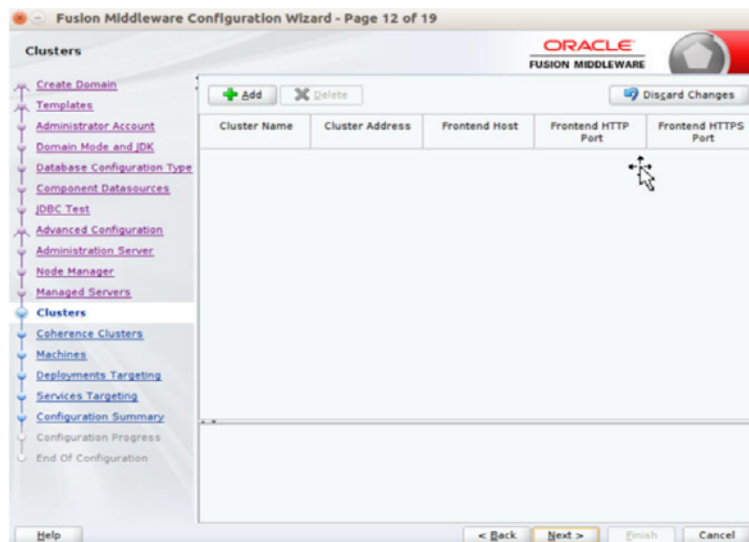 Fusion Middleware Configuration Wizard - Page 12 of 19
Clusters
ORACLE
FUSION MIDDLEWARE
Create Domain
Templates
Administrator Account
Domain Mode and JDK
Database Configuration Type
Component Datasources
JDBC Test
Advanced Configuration
Administration Server
Node Manager
Managed Servers
Clusters
Coherence Clusters
Machines
Deployments Targeting
Services Targeting
Configuration Summary
Configuration Progress
End Of Configuration
Add Delete Discard Changes
Cluster Name Cluster Address Frontend Host Frontend HTTP Port Frontend HTTPS Port
Help < Back Next > Finish Cancel